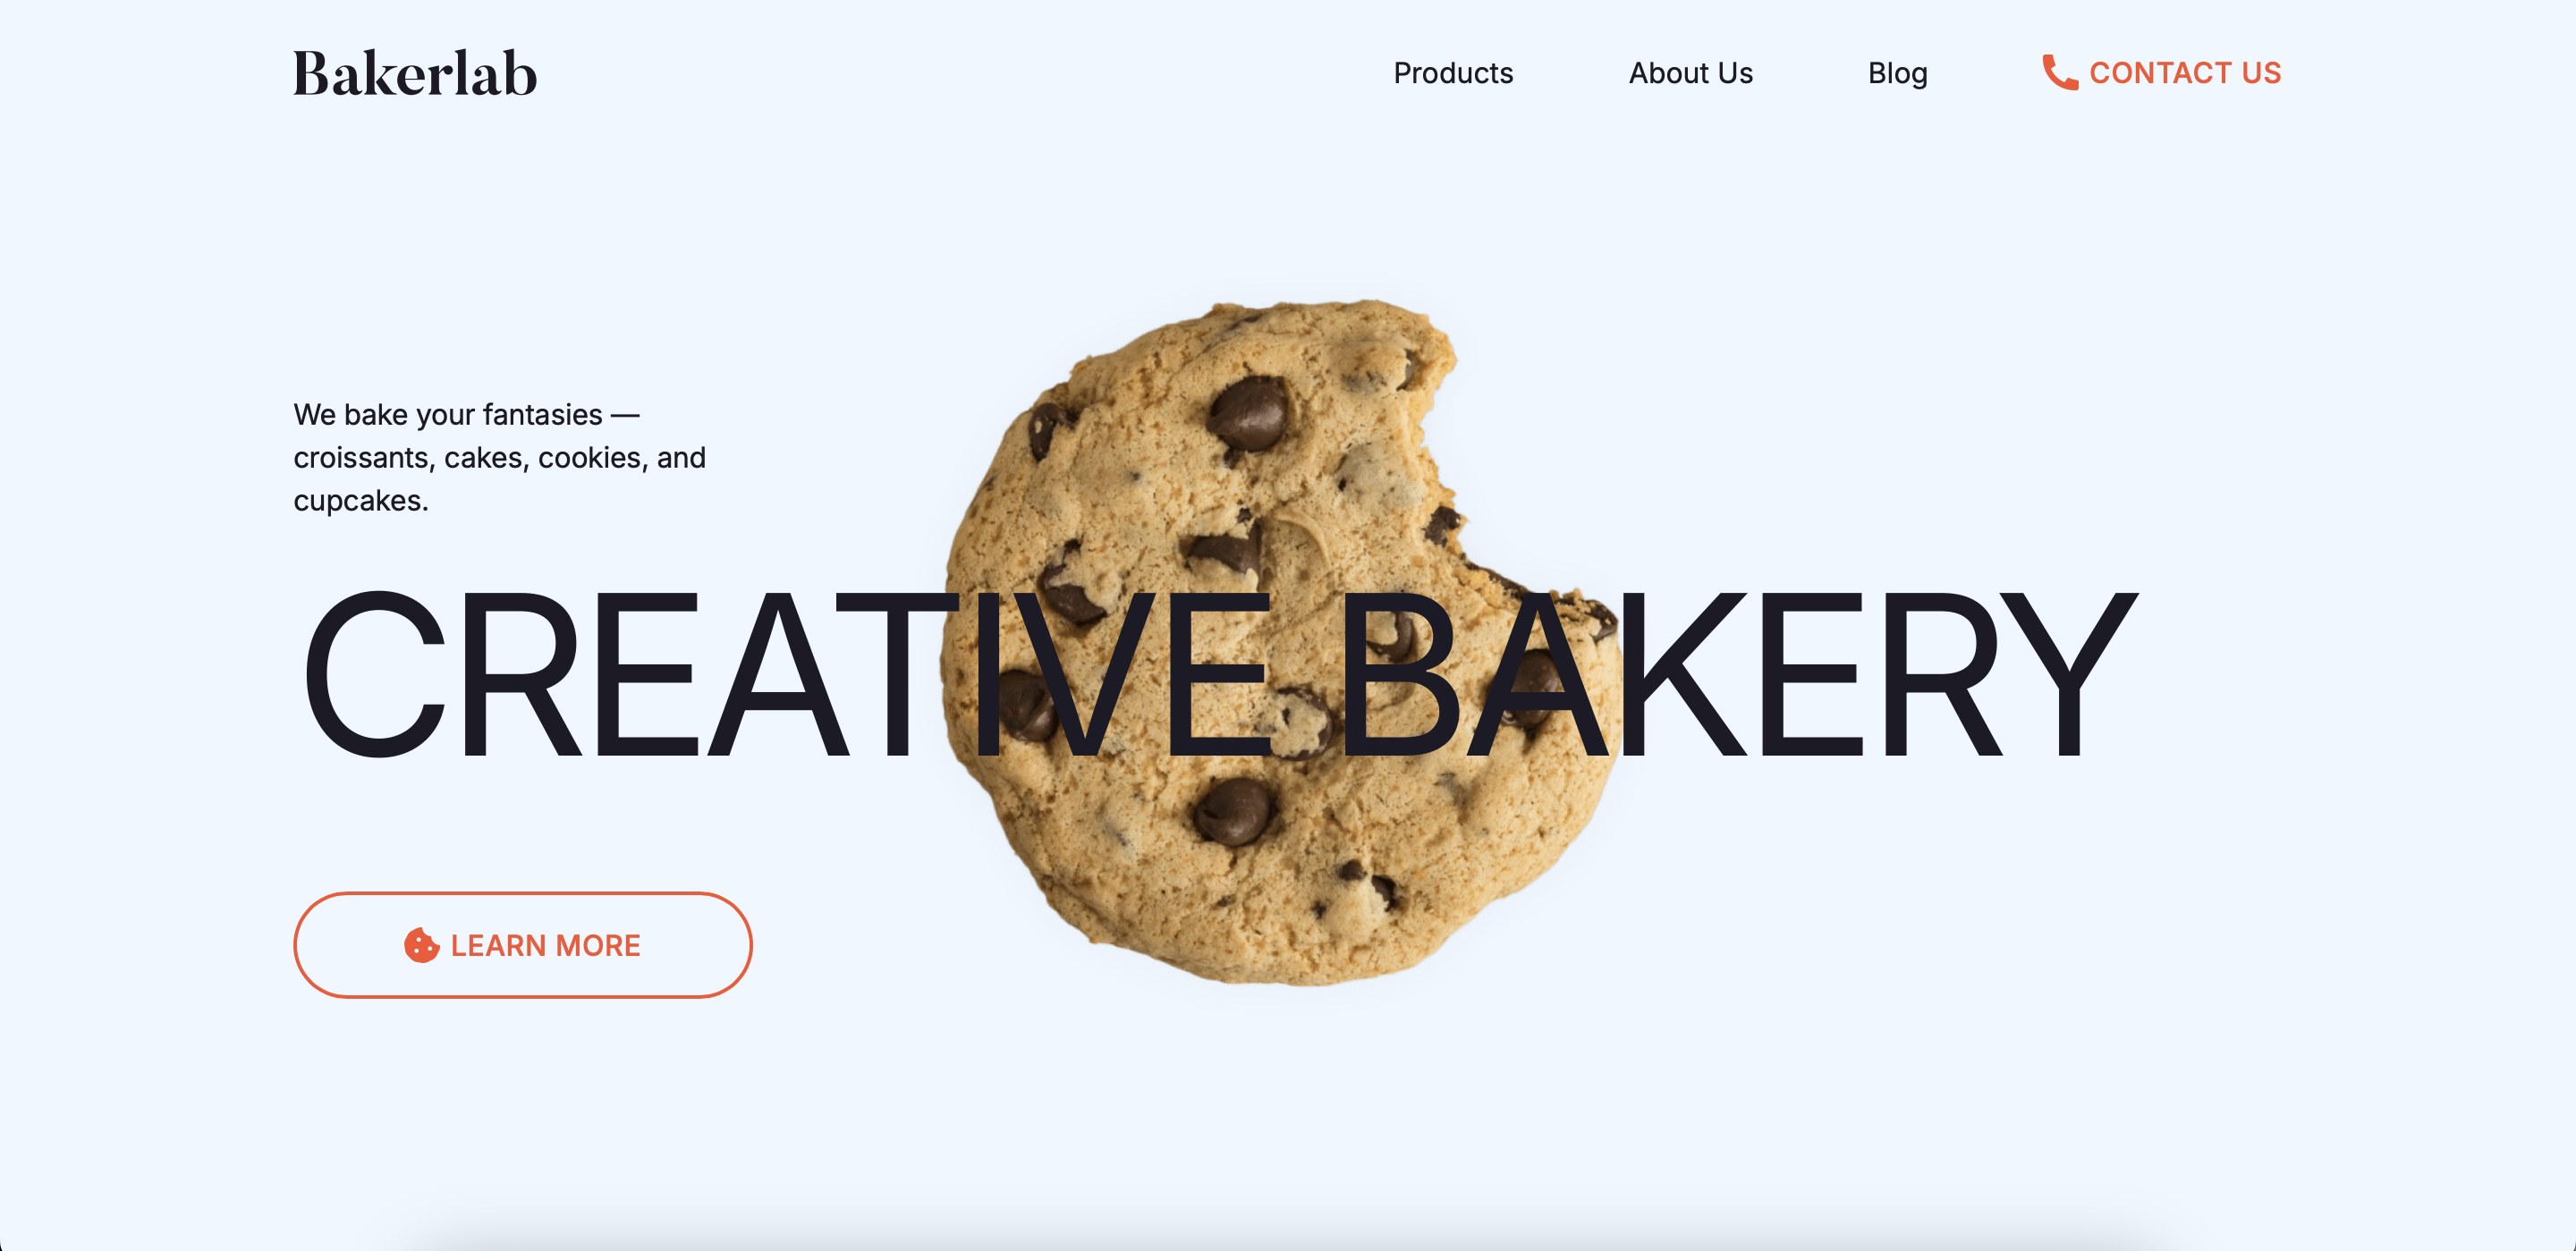 Bakerlab
Products
About Us
Blog
CONTACT US
We bake your fantasies —
croissants, cakes, cookies, and
cupcakes.
CREATIVE BAKERY
LEARN MORE